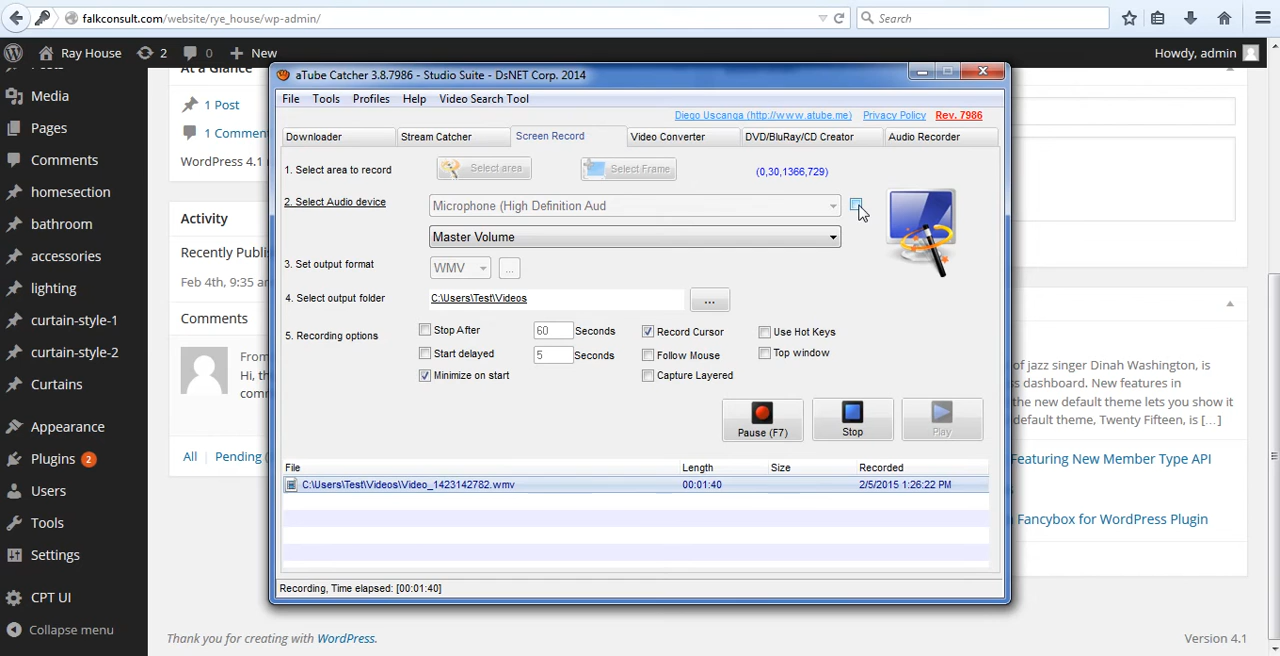 falkconsult.com/website/rye_house/wp-admin/
Search
Ray House 2 0 New
Howdy, admin
aTube Catcher 3.8.7986 - Studio Suite - DsNET Corp. 2014
File Tools Profiles Help Video Search Tool
Diego Uscanga (http://www.atube.me) Privacy Policy Rev. 7986
Downloader Stream Catcher Screen Record Video Converter DVD/BluRay/CD Creator Audio Recorder
1. Select area to record Select area Select Frame (0,30,1366,729)
2. Select Audio device Microphone (High Definition Aud
Master Volume
3. Set output format WMV ...
4. Select output folder C:\Users\Test\Videos ...
5. Recording options
Stop After 60 Seconds Record Cursor Use Hot Keys
Start delayed 5 Seconds Follow Mouse Top window
Minimize on start Capture Layered
Pause (F7) Stop Play
File Length Size Recorded
C:\Users\Test\Videos\Video_1423142782.wmv 00:01:40 2/5/2015 1:26:22 PM
Recording, Time elapsed: [00:01:40]
Media
Pages
Comments
homesection
bathroom
accessories
lighting
curtain-style-1
curtain-style-2
Curtains
Appearance
Plugins 2
Users
Tools
Settings
CPT UI
Collapse menu
At a Glance
1 Post
1 Commen
WordPress 4.1
Activity
Recently Publis
Feb 4th, 9:35 a
Comments
From
Hi, th
comm
All Pending
of jazz singer Dinah Washington, is
s dashboard. New features in
the new default theme lets you show it
default theme, Twenty Fifteen, is […]
Featuring New Member Type API
Fancybox for WordPress Plugin
Thank you for creating with WordPress.
Version 4.1